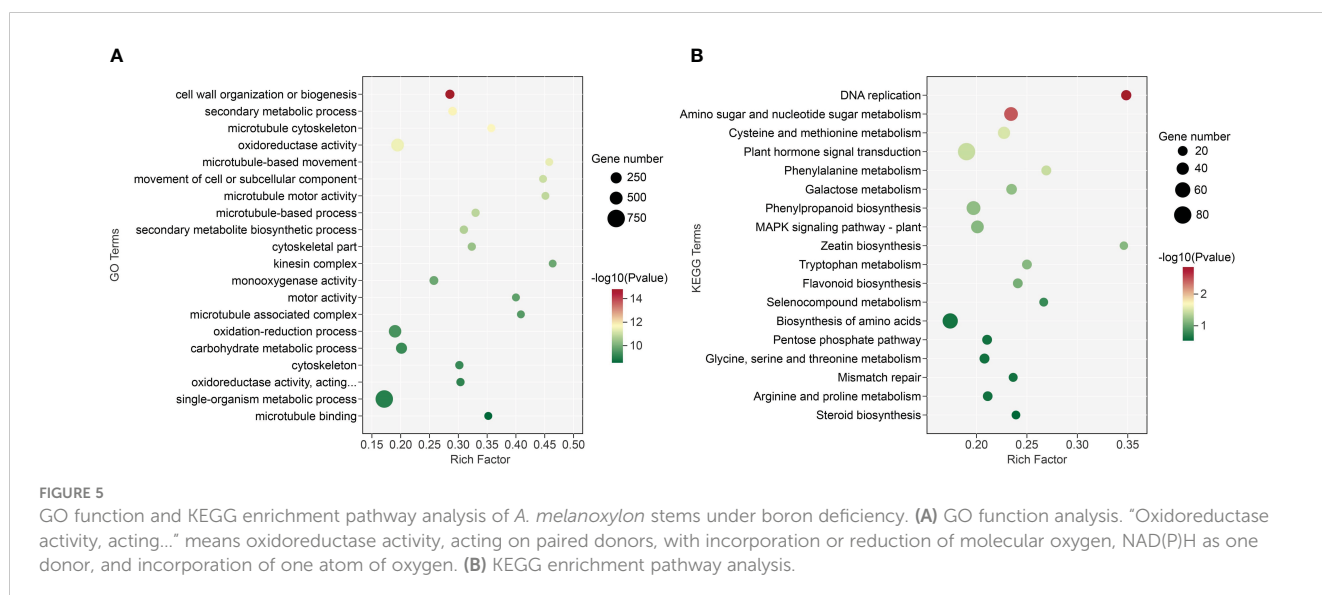 A
cell wall organization or biogenesis
secondary metabolic process
microtubule cytoskeleton
oxidoreductase activity
microtubule-based movement
movement of cell or subcellular component
microtubule motor activity
microtubule-based process
secondary metabolite biosynthetic process
cytoskeletal part
kinesin complex
monooxygenase activity
motor activity
microtubule associated complex
oxidation-reduction process
carbohydrate metabolic process
cytoskeleton
oxidoreductase activity, acting...
single-organism metabolic process
microtubule binding
GO Terms
0.15 0.20 0.25 0.30 0.35 0.40 0.45 0.50
Rich Factor
Gene number
250
500
750
-log10(Pvalue)
14
12
10
B
DNA replication
Amino sugar and nucleotide sugar metabolism
Cysteine and methionine metabolism
Plant hormone signal transduction
Phenylalanine metabolism
Galactose metabolism
Phenylpropanoid biosynthesis
MAPK signaling pathway - plant
Zeatin biosynthesis
Tryptophan metabolism
Flavonoid biosynthesis
Selenocompound metabolism
Biosynthesis of amino acids
Pentose phosphate pathway
Glycine, serine and threonine metabolism
Mismatch repair
Arginine and proline metabolism
Steroid biosynthesis
KEGG Terms
0.20 0.25 0.30 0.35
Rich Factor
Gene number
20
40
60
80
-log10(Pvalue)
2
1
FIGURE 5
GO function and KEGG enrichment pathway analysis of A. melanoxylon stems under boron deficiency. (A) GO function analysis. "Oxidoreductase
activity, acting..." means oxidoreductase activity, acting on paired donors, with incorporation or reduction of molecular oxygen, NAD(P)H as one
donor, and incorporation of one atom of oxygen. (B) KEGG enrichment pathway analysis.